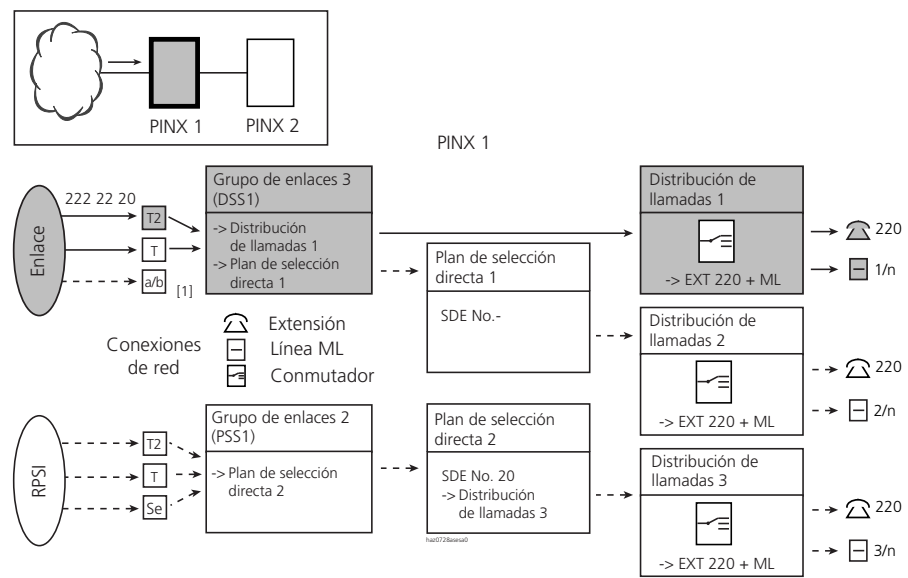 PINX 1
PINX 2
PINX 1
Enlace
222 22 20
T2
T
a/b
[1]
Grupo de enlaces 3
(DSS1)
-> Distribución
de llamadas 1
-> Plan de selección
directa 1
Plan de selección
directa 1
SDE No.-
Distribución de
llamadas 1
-> EXT 220 + ML
220
1/n
Distribución de
llamadas 2
-> EXT 220 + ML
220
2/n
Conexiones
de red
Extensión
Línea ML
Conmutador
RPSI
T2
T
Se
Grupo de enlaces 2
(PSS1)
-> Plan de selección
directa 2
Plan de selección
directa 2
SDE No. 20
-> Distribución
de llamadas 3
haz0728asesa0
Distribución de
llamadas 3
-> EXT 220 + ML
220
3/n